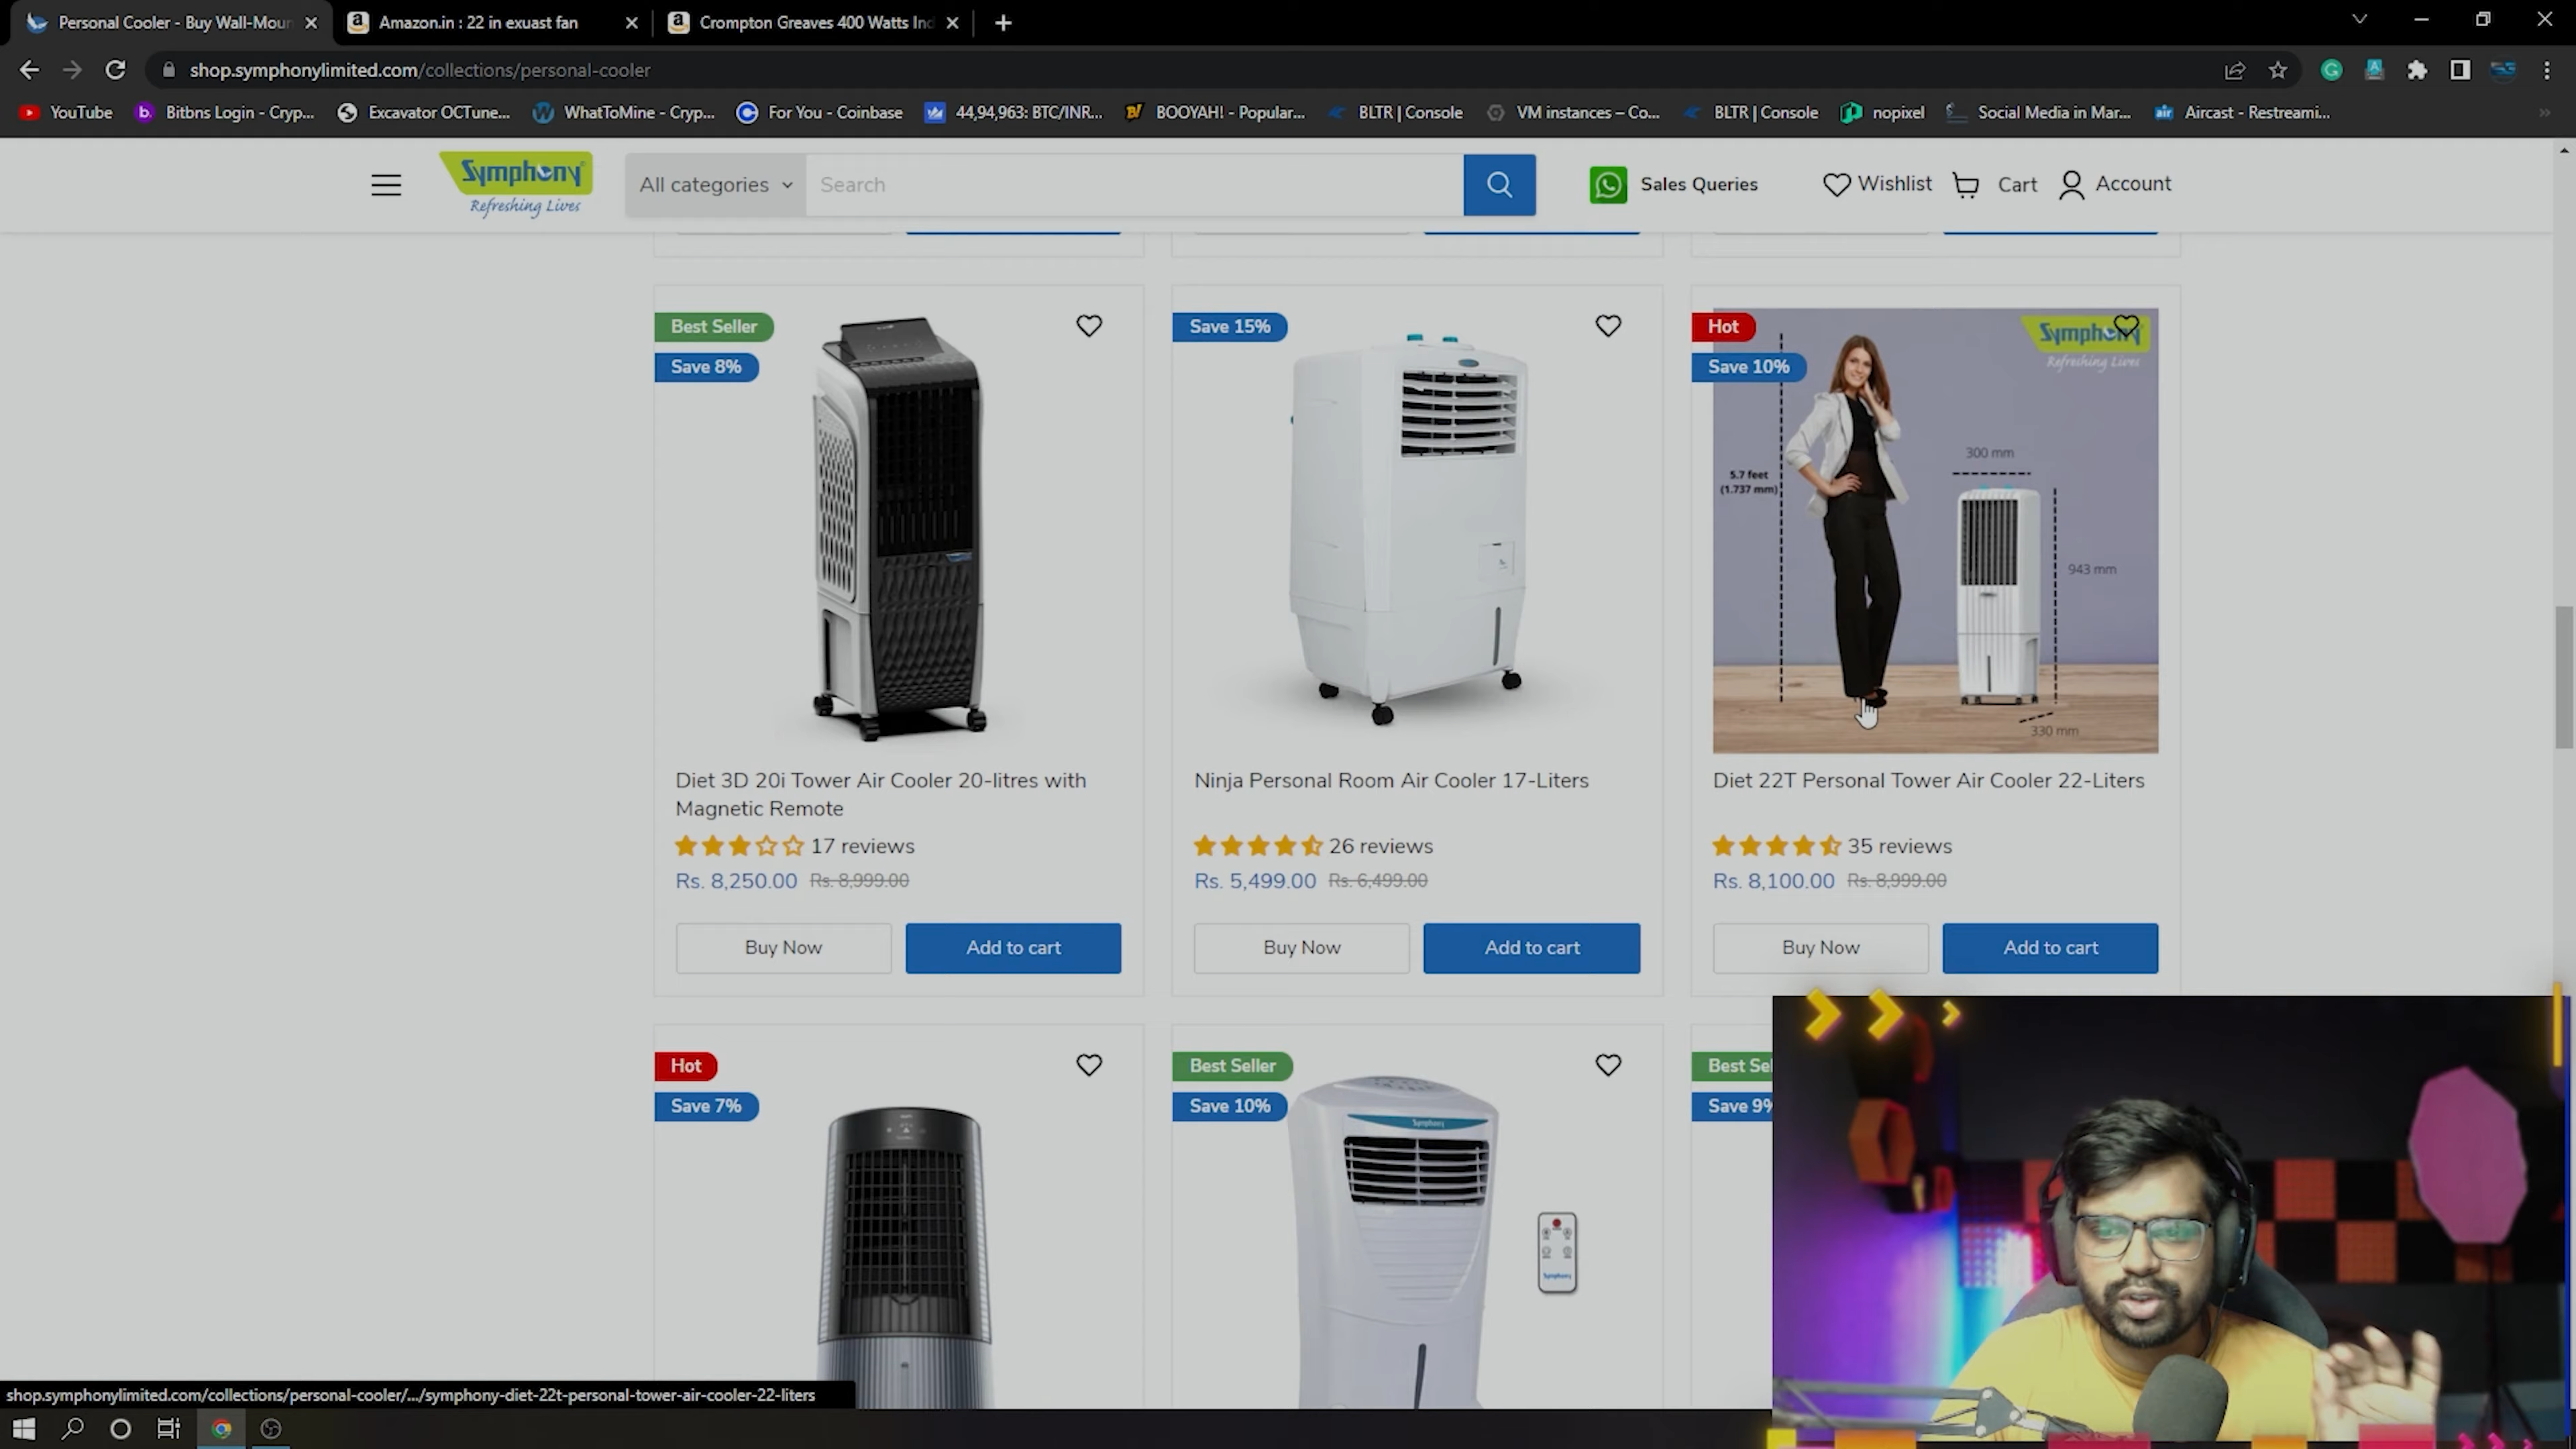 Personal Cooler - Buy Wall-Moun
Amazon.in : 22 in exuast fan
Crompton Greaves 400 Watts Ind
shop.symphonylimited.com/collections/personal-cooler
YouTube
Bitbns Login - Cryp...
Excavator OCTune...
WhatToMine - Cryp...
For You - Coinbase
44,94,963: BTC/INR...
BOOYAH! - Popular...
BLTR | Console
VM instances – Co...
BLTR | Console
nopixel
Social Media in Mar...
Aircast - Restreami...
Symphony
Refreshing Lives
All categories
Search
Sales Queries
Wishlist
Cart
Account
Best Seller
Save 8%
Save 15%
Hot
Save 10%
Symphony
Refreshing Lives
5.7 feet
(1.737 mm)
300 mm
943 mm
330 mm
Diet 3D 20i Tower Air Cooler 20-litres with
Magnetic Remote
17 reviews
Rs. 8,250.00 Rs. 8,999.00
Buy Now
Add to cart
Ninja Personal Room Air Cooler 17-Liters
26 reviews
Rs. 5,499.00 Rs. 6,499.00
Buy Now
Add to cart
Diet 22T Personal Tower Air Cooler 22-Liters
35 reviews
Rs. 8,100.00 Rs. 8,999.00
Buy Now
Add to cart
Hot
Save 7%
Best Seller
Save 10%
Symphony
Symphony
Best Se
Save 9%
shop.symphonylimited.com/collections/personal-cooler/.../symphony-diet-22t-personal-tower-air-cooler-22-liters